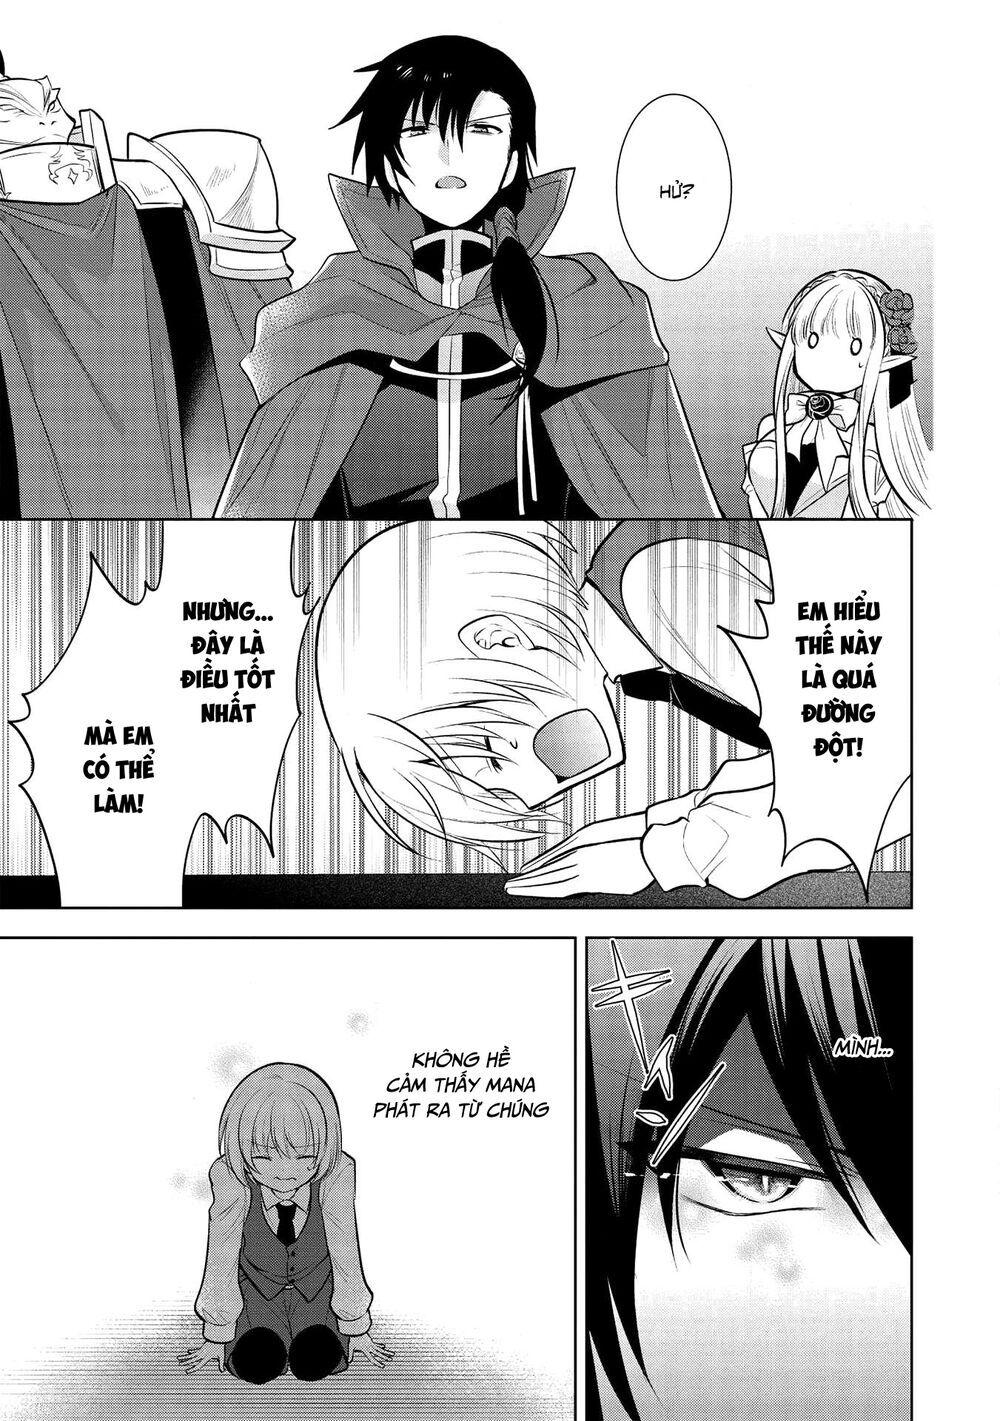 HỬ?
EM HIỂU
THẾ NÀY
LÀ QUÁ
ĐƯỜNG
ĐỘT!
NHƯNG...
ĐÂY LÀ
ĐIỀU TỐT
NHẤT
MÀ EM
CÓ THỂ
LÀM!
MÌNH...
KHÔNG HỀ
CẢM THẤY MANA
PHÁT RA TỪ CHÚNG